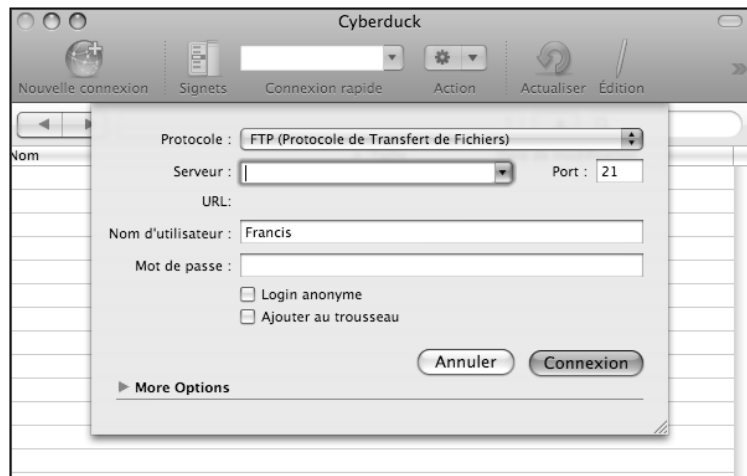 Cyberduck
Nouvelle connexion Signets Connexion rapide Action Actualiser Édition
Nom
Protocole : FTP (Protocole de Transfert de Fichiers)
Serveur : Port : 21
URL:
Nom d'utilisateur : Francis
Mot de passe :
Login anonyme
Ajouter au trousseau
Annuler Connexion
More Options